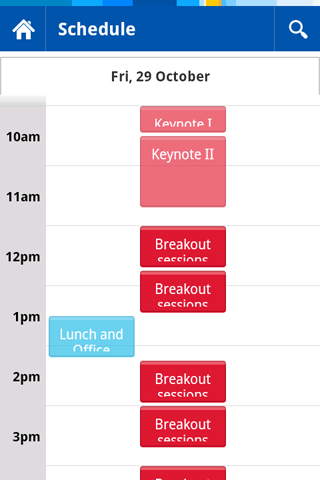 Schedule
Fri, 29 October
Keynote I
10am
Keynote II
11am
12pm
Breakout
sessions
Breakout
sessions
1pm
Lunch and
Office
2pm
Breakout
sessions
3pm
Breakout
sessions